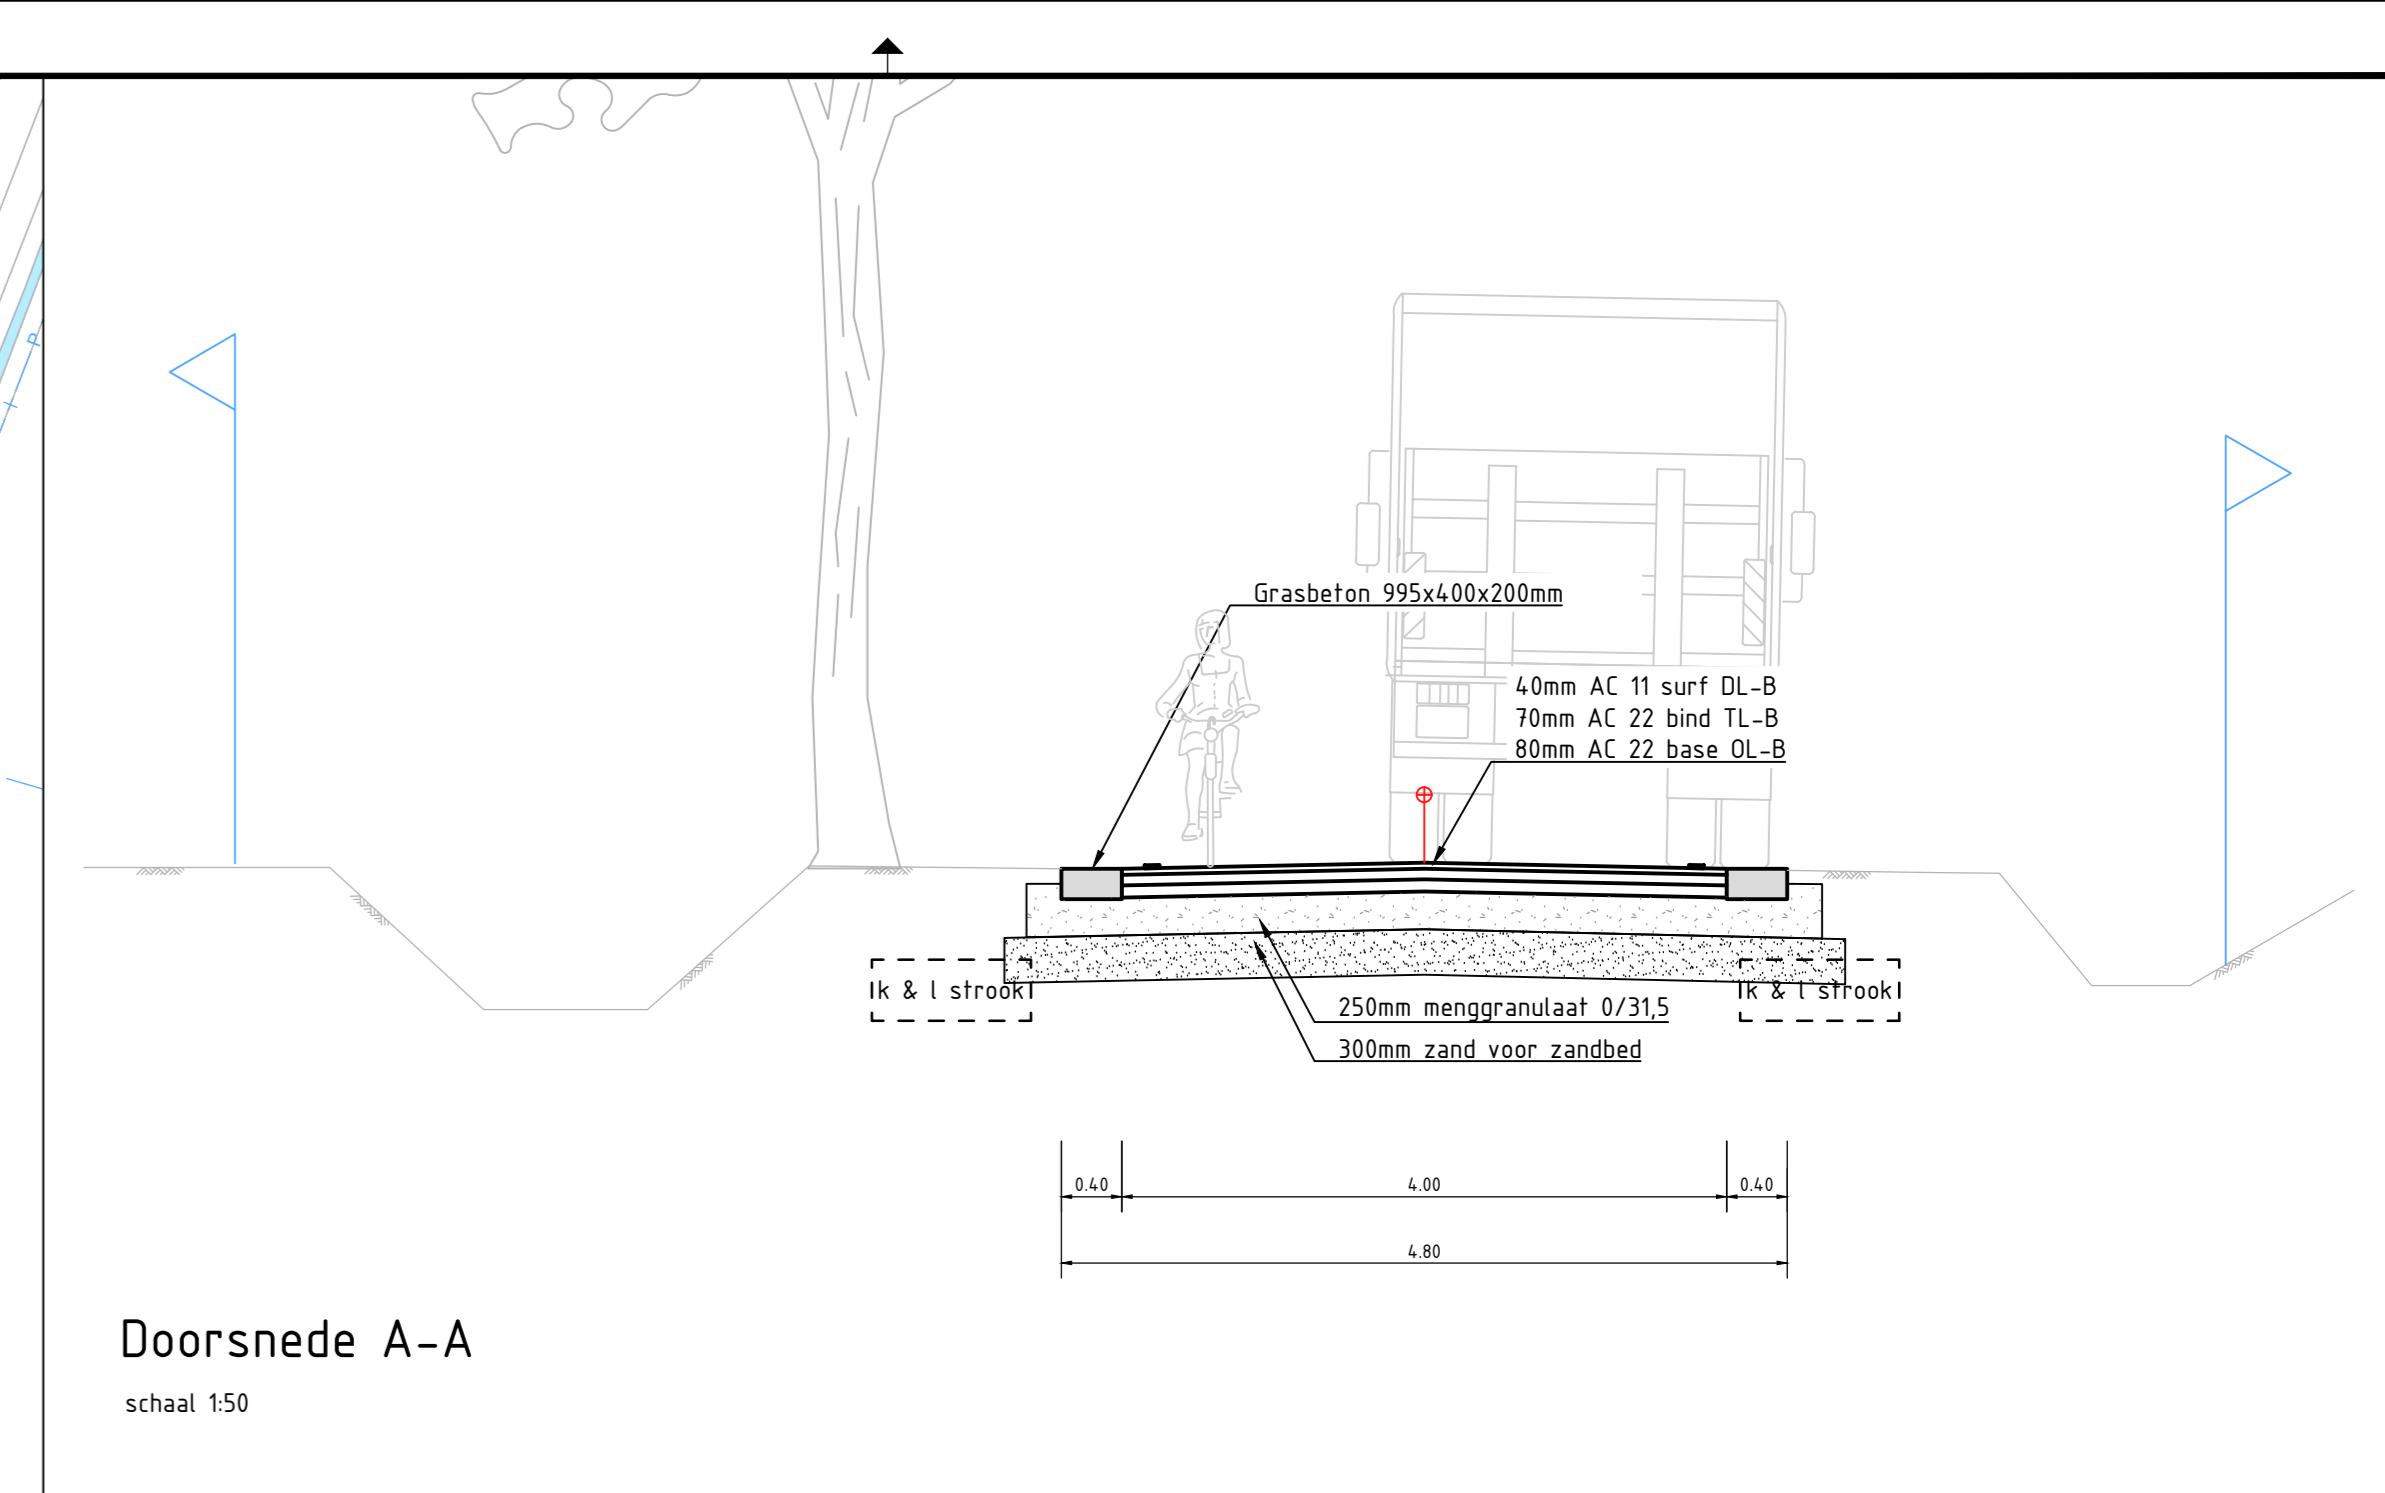 P
Grasbeton 995x400x200mm
40mm AC 11 surf DL-B
70mm AC 22 bind TL-B
80mm AC 22 base OL-B
k & l strook
k & l strook
250mm menggranulaat 0/31,5
300mm zand voor zandbed
0.40
4.00
0.40
4.80
Doorsnede A-A
schaal 1:50